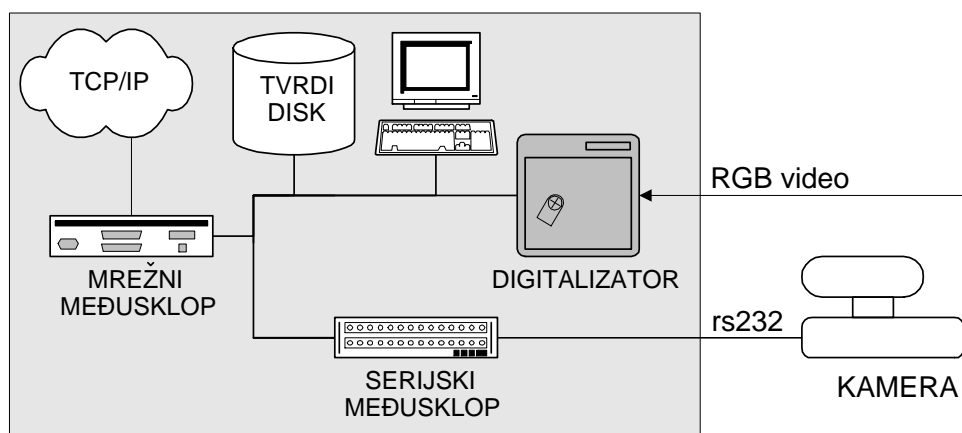 TCP/IP
TVRDI
DISK
RGB video
MREŽNI
MEĐUSKLOP
DIGITALIZATOR
rs232
SERIJSKI
MEĐUSKLOP
KAMERA